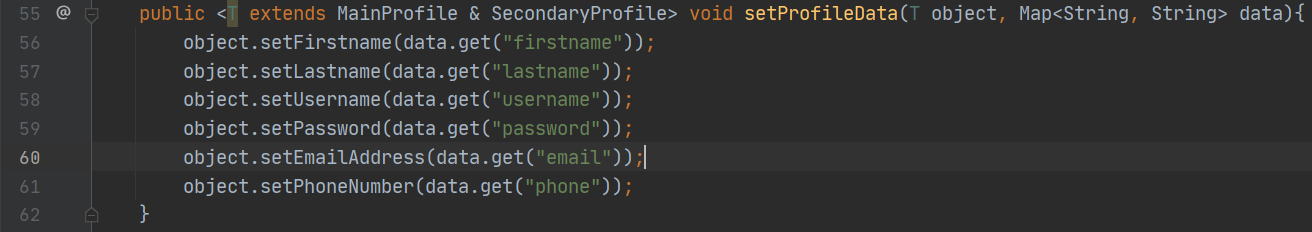 55 @ public <T extends MainProfile & SecondaryProfile> void setProfileData(T object, Map<String, String> data){
56 object.setFirstname(data.get("firstname"));
57 object.setLastname(data.get("lastname"));
58 object.setUsername(data.get("username"));
59 object.setPassword(data.get("password"));
60 object.setEmailAddress(data.get("email"));
61 object.setPhoneNumber(data.get("phone"));
62 }